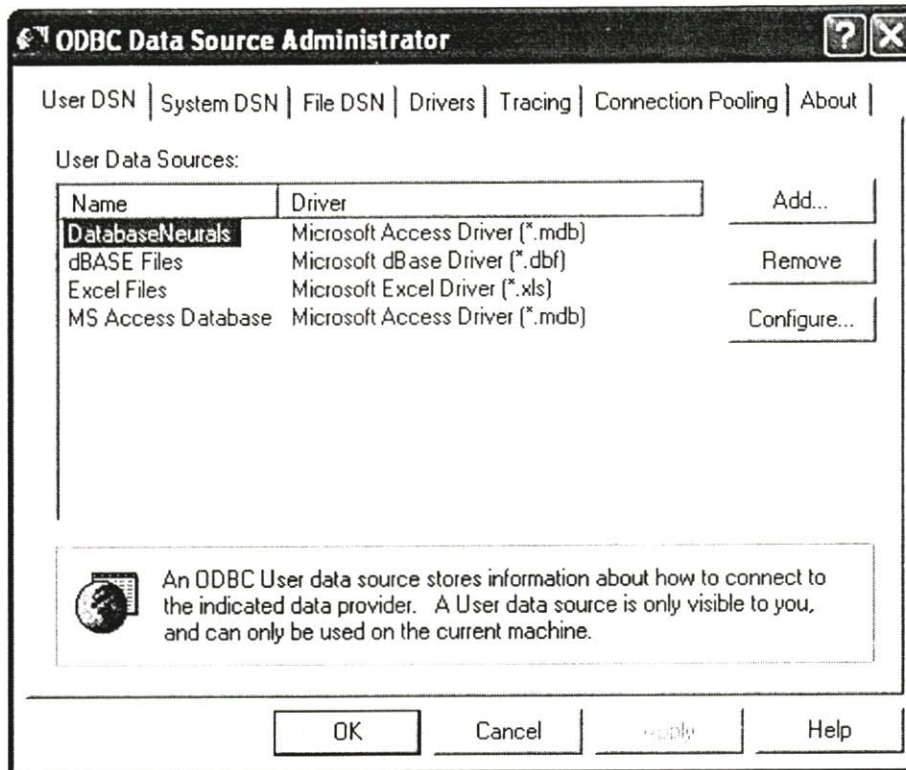 ODBC Data Source Administrator
User DSN System DSN File DSN Drivers Tracing Connection Pooling About
User Data Sources:
Name Driver
DatabaseNeurals Microsoft Access Driver (*.mdb)
dBASE Files Microsoft dBase Driver (*.dbf)
Excel Files Microsoft Excel Driver (*.xls)
MS Access Database Microsoft Access Driver (*.mdb)
Add...
Remove
Configure...
An ODBC User data source stores information about how to connect to
the indicated data provider. A User data source is only visible to you,
and can only be used on the current machine.
OK Cancel Apply Help